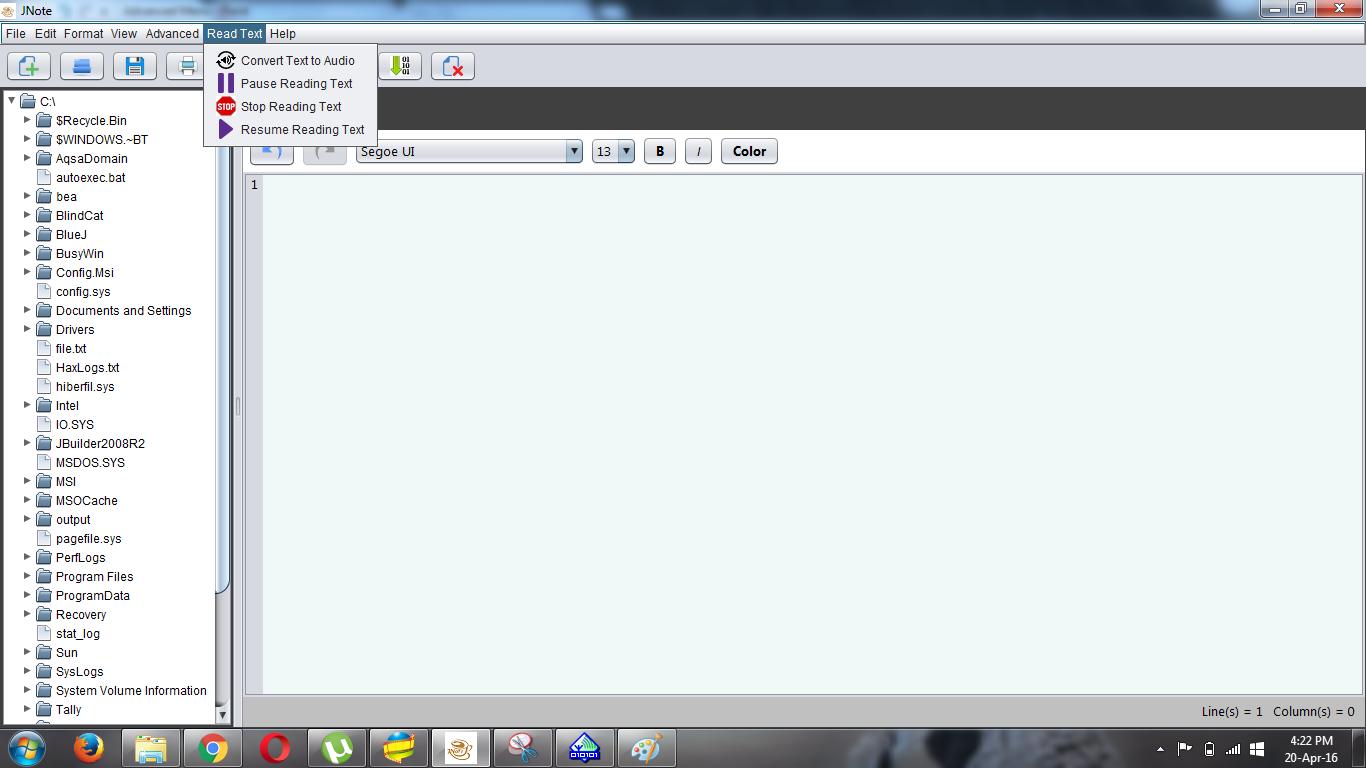 JNote
File Edit Format View Advanced Read Text Help
Convert Text to Audio
Pause Reading Text
STOP Stop Reading Text
Resume Reading Text
Segoe UI 13 B I Color
1
C:\
$Recycle.Bin
$WINDOWS.~BT
AqsaDomain
autoexec.bat
bea
BlindCat
BlueJ
BusyWin
Config.Msi
config.sys
Documents and Settings
Drivers
file.txt
HaxLogs.txt
hiberfil.sys
Intel
IO.SYS
JBuilder2008R2
MSDOS.SYS
MSI
MSOCache
output
pagefile.sys
PerfLogs
Program Files
ProgramData
Recovery
stat_log
Sun
SysLogs
System Volume Information
Tally
Line(s) = 1 Column(s) = 0
4:22 PM
20-Apr-16